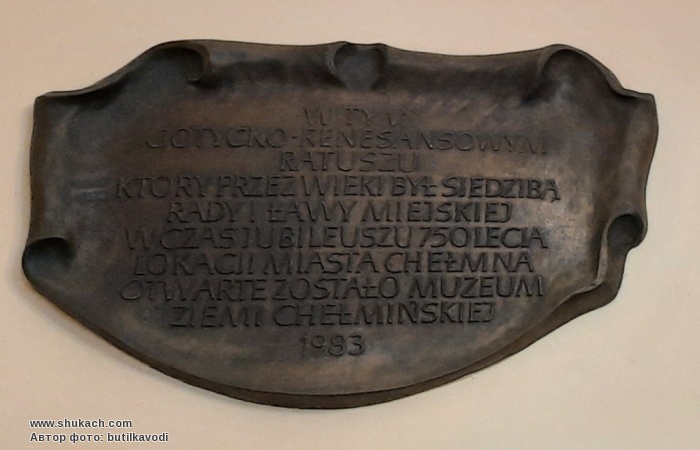 W TYM
GOTYCKO-RENESANSOWYM
RATUSZU
KTÓRY PRZEZ WIEKI BYŁ SIEDZIBĄ
RADY I ŁAWY MIEJSKIEJ
W CZAS JUBILEUSZU 750 LECIA
LOKACJI MIASTA CHEŁMNA
OTWARTE ZOSTAŁO MUZEUM
ZIEMI CHEŁMIŃSKIEJ
1983
www.shukach.com
Автор фото: butilkavodi